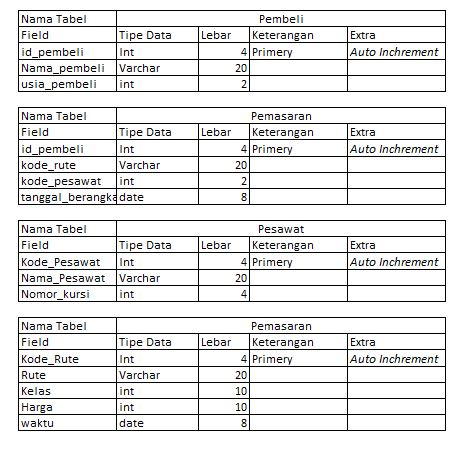 Nama Tabel Pembeli
Field Tipe Data Lebar Keterangan Extra
id_pembeli Int 4 Primery Auto Inchrement
Nama_pembeli Varchar 20
usia_pembeli int 2
Nama Tabel Pemasaran
Field Tipe Data Lebar Keterangan Extra
id_pembeli Int 4 Primery Auto Inchrement
kode_rute Varchar 20
kode_pesawat int 2
tanggal_berangka date 8
Nama Tabel Pesawat
Field Tipe Data Lebar Keterangan Extra
Kode_Pesawat Int 4 Primery Auto Inchrement
Nama_Pesawat Varchar 20
Nomor_kursi int 4
Nama Tabel Pemasaran
Field Tipe Data Lebar Keterangan Extra
Kode_Rute Int 4 Primery Auto Inchrement
Rute Varchar 20
Kelas int 10
Harga int 10
waktu date 8